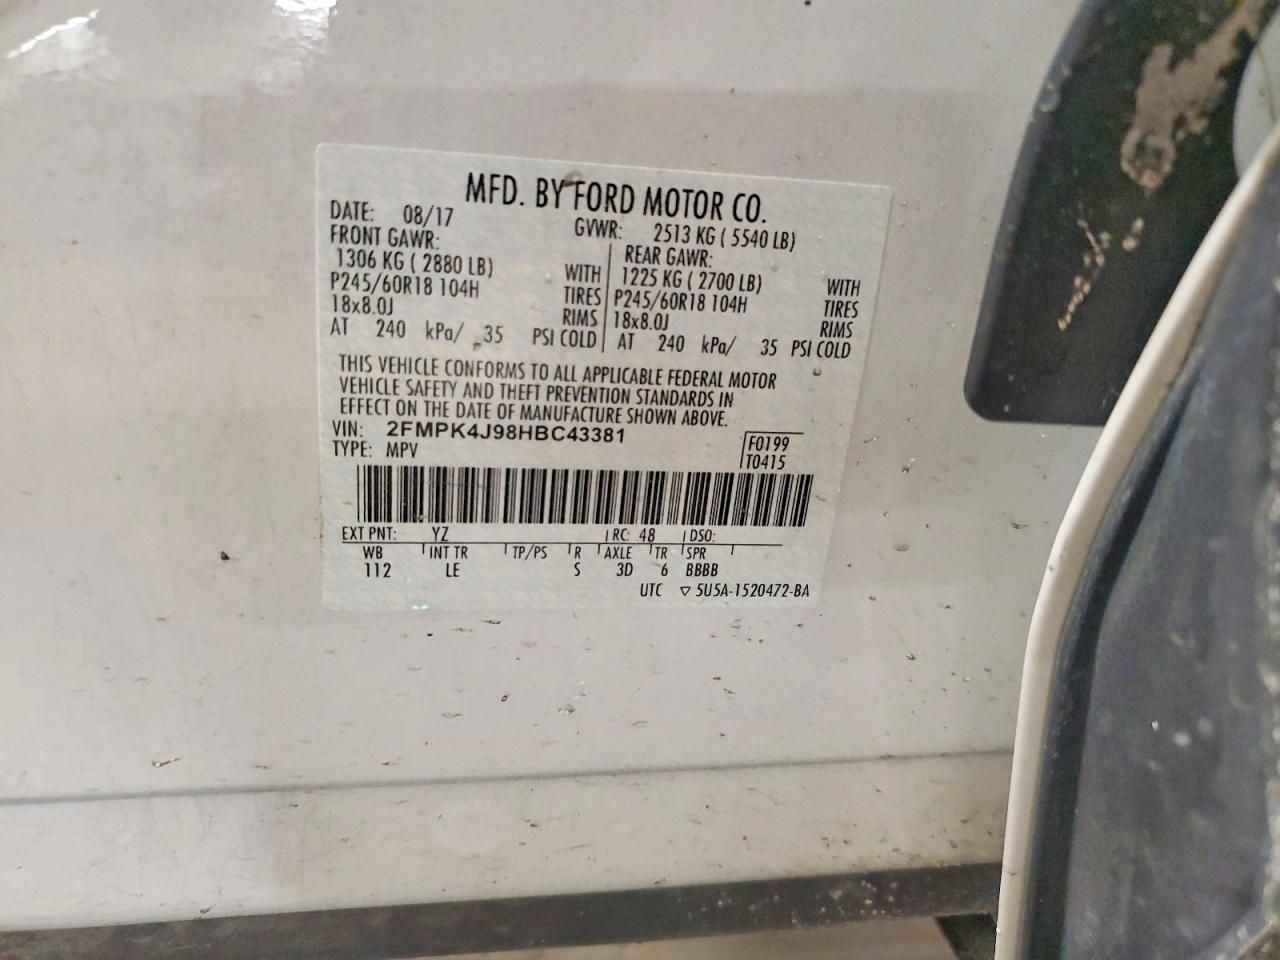 MFD. BY FORD MOTOR CO.
DATE: 08/17 GVWR: 2513 KG ( 5540 LB)
FRONT GAWR: REAR GAWR:
1306 KG ( 2880 LB) WITH 1225 KG ( 2700 LB) WITH
P245/60R18 104H TIRES P245/60R18 104H TIRES
18x8.0J RIMS 18x8.0J RIMS
AT 240 kPa/ 35 PSI COLD AT 240 kPa/ 35 PSI COLD
THIS VEHICLE CONFORMS TO ALL APPLICABLE FEDERAL MOTOR
VEHICLE SAFETY AND THEFT PREVENTION STANDARDS IN
EFFECT ON THE DATE OF MANUFACTURE SHOWN ABOVE.
VIN: 2FMPK4J98HBC43381 F0199
TYPE: MPV T0415
EXT PNT: YZ RC: 48 DSO:
WB INT TR TP/PS R AXLE TR SPR
112 LE S 3D 6 BBBB
UTC ▽ 5U5A-1520472-BA